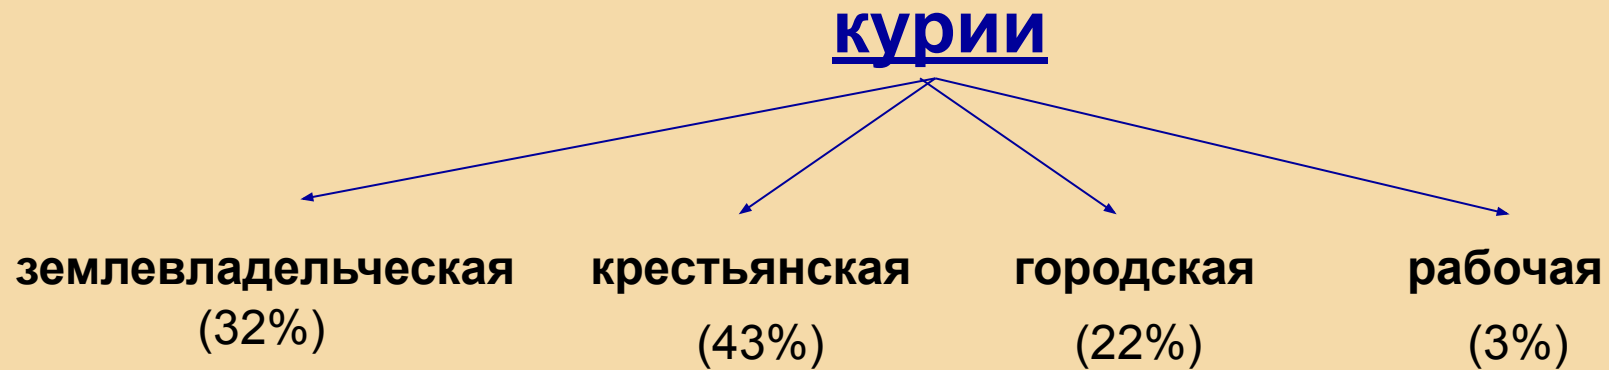 курии
землевладельческая крестьянская городская рабочая
(32%) (43%) (22%) (3%)